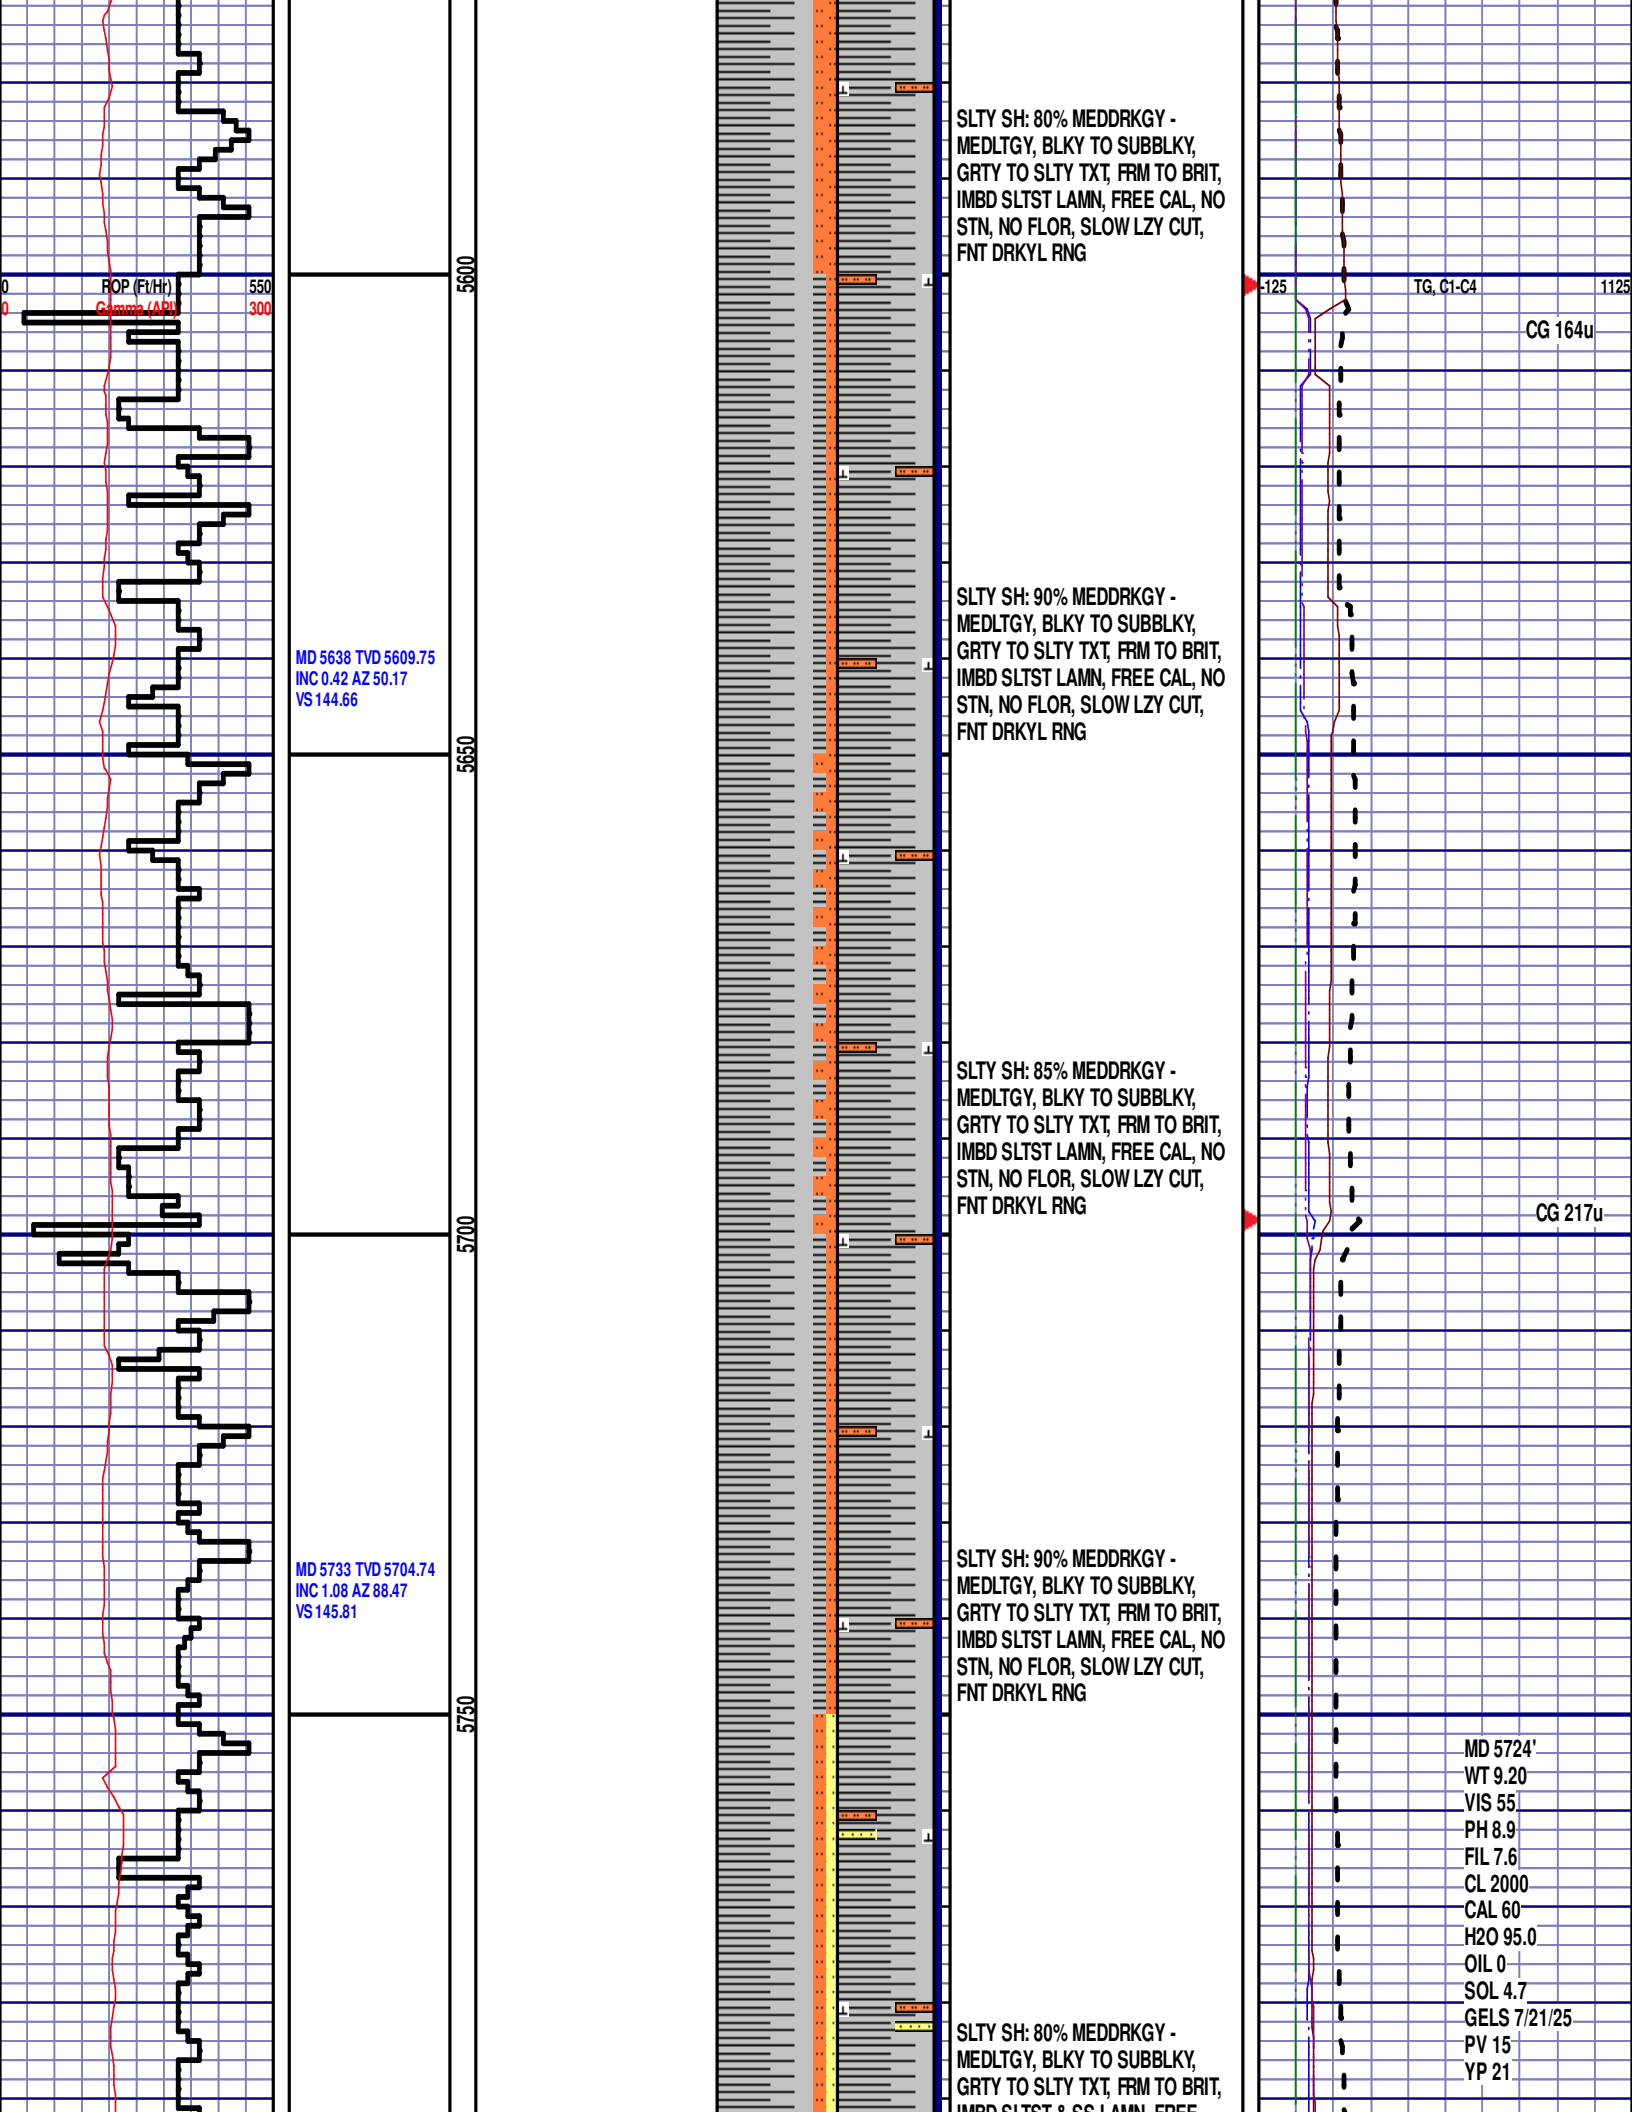 SLTY SH: 80% MEDDRKGY -
MEDLTGY, BLKY TO SUBBLKY,
GRTY TO SLTY TXT, FRM TO BRIT,
IMBD SLTST LAMN, FREE CAL, NO
STN, NO FLOR, SLOW LZY CUT,
FNT DRKYL RNG
5600
0 ROP (Ft/Hr) 550
0 Gamma (API) 300
-125 TG, C1-C4 1125
CG 164u
SLTY SH: 90% MEDDRKGY -
MEDLTGY, BLKY TO SUBBLKY,
GRTY TO SLTY TXT, FRM TO BRIT,
IMBD SLTST LAMN, FREE CAL, NO
STN, NO FLOR, SLOW LZY CUT,
FNT DRKYL RNG
MD 5638 TVD 5609.75
INC 0.42 AZ 50.17
VS 144.66
5650
SLTY SH: 85% MEDDRKGY -
MEDLTGY, BLKY TO SUBBLKY,
GRTY TO SLTY TXT, FRM TO BRIT,
IMBD SLTST LAMN, FREE CAL, NO
STN, NO FLOR, SLOW LZY CUT,
FNT DRKYL RNG
CG 217u
5700
SLTY SH: 90% MEDDRKGY -
MEDLTGY, BLKY TO SUBBLKY,
GRTY TO SLTY TXT, FRM TO BRIT,
IMBD SLTST LAMN, FREE CAL, NO
STN, NO FLOR, SLOW LZY CUT,
FNT DRKYL RNG
MD 5733 TVD 5704.74
INC 1.08 AZ 88.47
VS 145.81
5750
MD 5724'
WT 9.20
VIS 55
PH 8.9
FIL 7.6
CL 2000
CAL 60
H2O 95.0
OIL 0
SOL 4.7
GELS 7/21/25
PV 15
YP 21
SLTY SH: 80% MEDDRKGY -
MEDLTGY, BLKY TO SUBBLKY,
GRTY TO SLTY TXT, FRM TO BRIT,
IMBD SLTST & SS LAMN, FREE